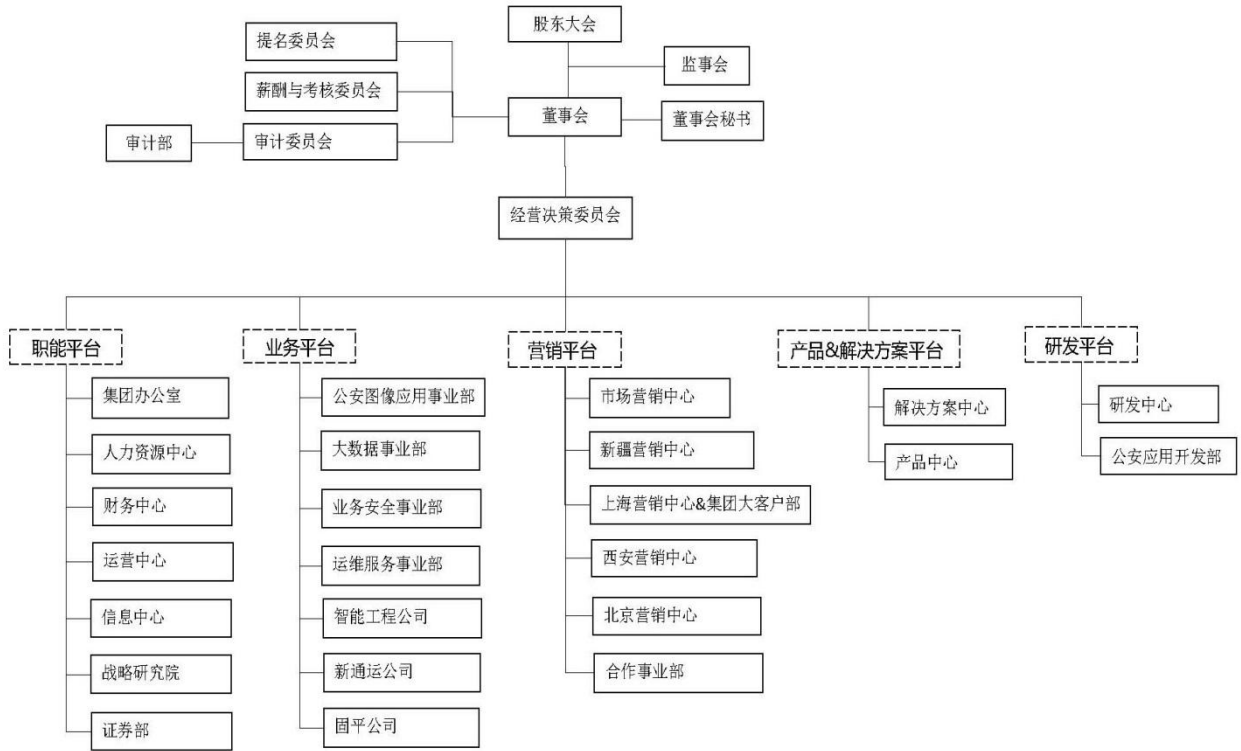 股东大会
提名委员会
监事会
薪酬与考核委员会
董事会
董事会秘书
审计部
审计委员会
经营决策委员会
职能平台
业务平台
营销平台
产品&解决方案平台
研发平台
集团办公室
人力资源中心
财务中心
运营中心
信息中心
战略研究院
证券部
公安图像应用事业部
大数据事业部
业务安全事业部
运维服务事业部
智能工程公司
新通运公司
固平公司
市场营销中心
新疆营销中心
上海营销中心&集团大客户部
西安营销中心
北京营销中心
合作事业部
解决方案中心
产品中心
研发中心
公安应用开发部